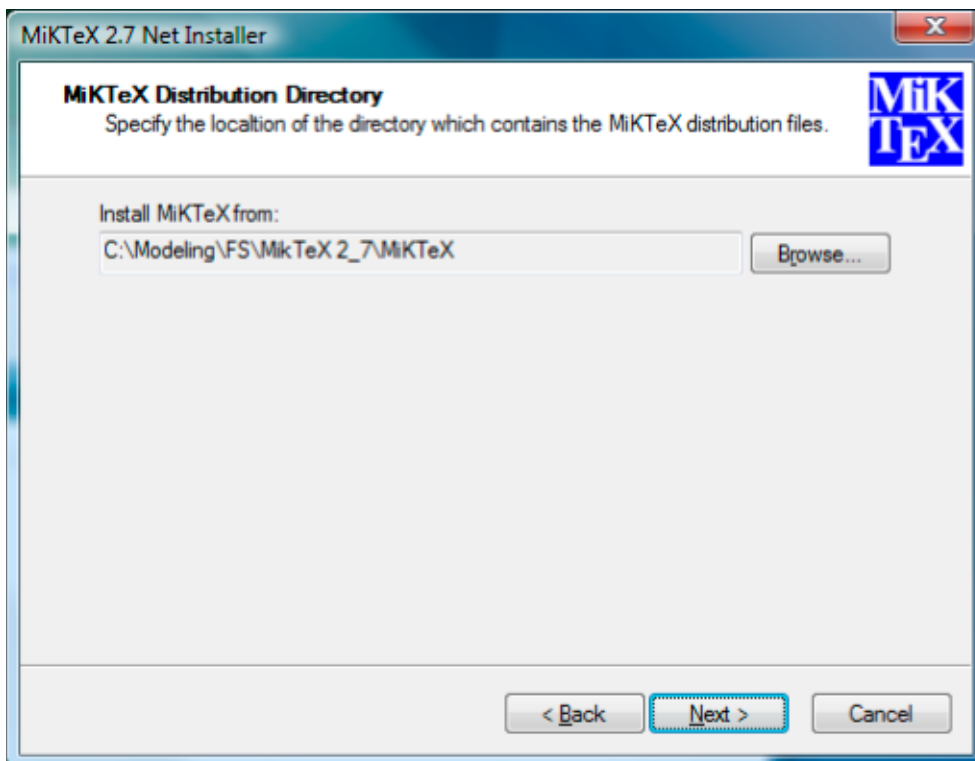 MiKTeX 2.7 Net Installer
MiKTeX Distribution Directory
Specify the localtion of the directory which contains the MiKTeX distribution files.
MiK
TEX
Install MiKTeX from:
C:\Modeling\FS\MikTeX 2_7\MiKTeX
Browse...
< Back
Next >
Cancel